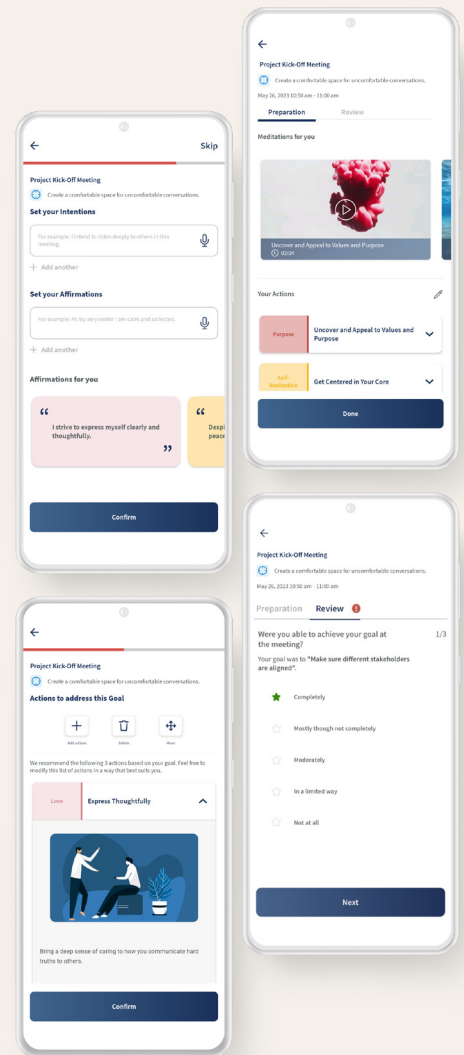 Skip
Project Kick-Off Meeting
Create a comfortable space for uncomfortable conversations.
Set your Intentions
For example: I intend to listen deeply to others in this
meeting.
+ Add another
Set your Affirmations
For example: At my very center I am calm and collected.
+ Add another
Affirmations for you
“
I strive to express myself clearly and
thoughtfully.
”
“
Despi
peace
Confirm
Project Kick-Off Meeting
Create a comfortable space for uncomfortable conversations.
May 26, 2023 10:50 am - 11:00 am
Preparation Review
Meditations for you
Uncover and Appeal to Values and Purpose
02:04
Your Actions
Purpose
Uncover and Appeal to Values and
Purpose
Self-
Realization
Get Centered in Your Core
Done
Project Kick-Off Meeting
Create a comfortable space for uncomfortable conversations.
Actions to address this Goal
Add actions Delete Move
We recommend the following 3 actions based on your goal. Feel free to
modify this list of actions in a way that best suits you.
Love Express Thoughtfully
Bring a deep sense of caring to how you communicate hard
truths to others.
Confirm
Project Kick-Off Meeting
Create a comfortable space for uncomfortable conversations.
May 26, 2023 10:50 am - 11:00 am
Preparation Review !
Were you able to achieve your goal at 1/3
the meeting?
Your goal was to "Make sure different stakeholders
are aligned".
Completely
Mostly though not completely
Moderately
In a limited way
Not at all
Next